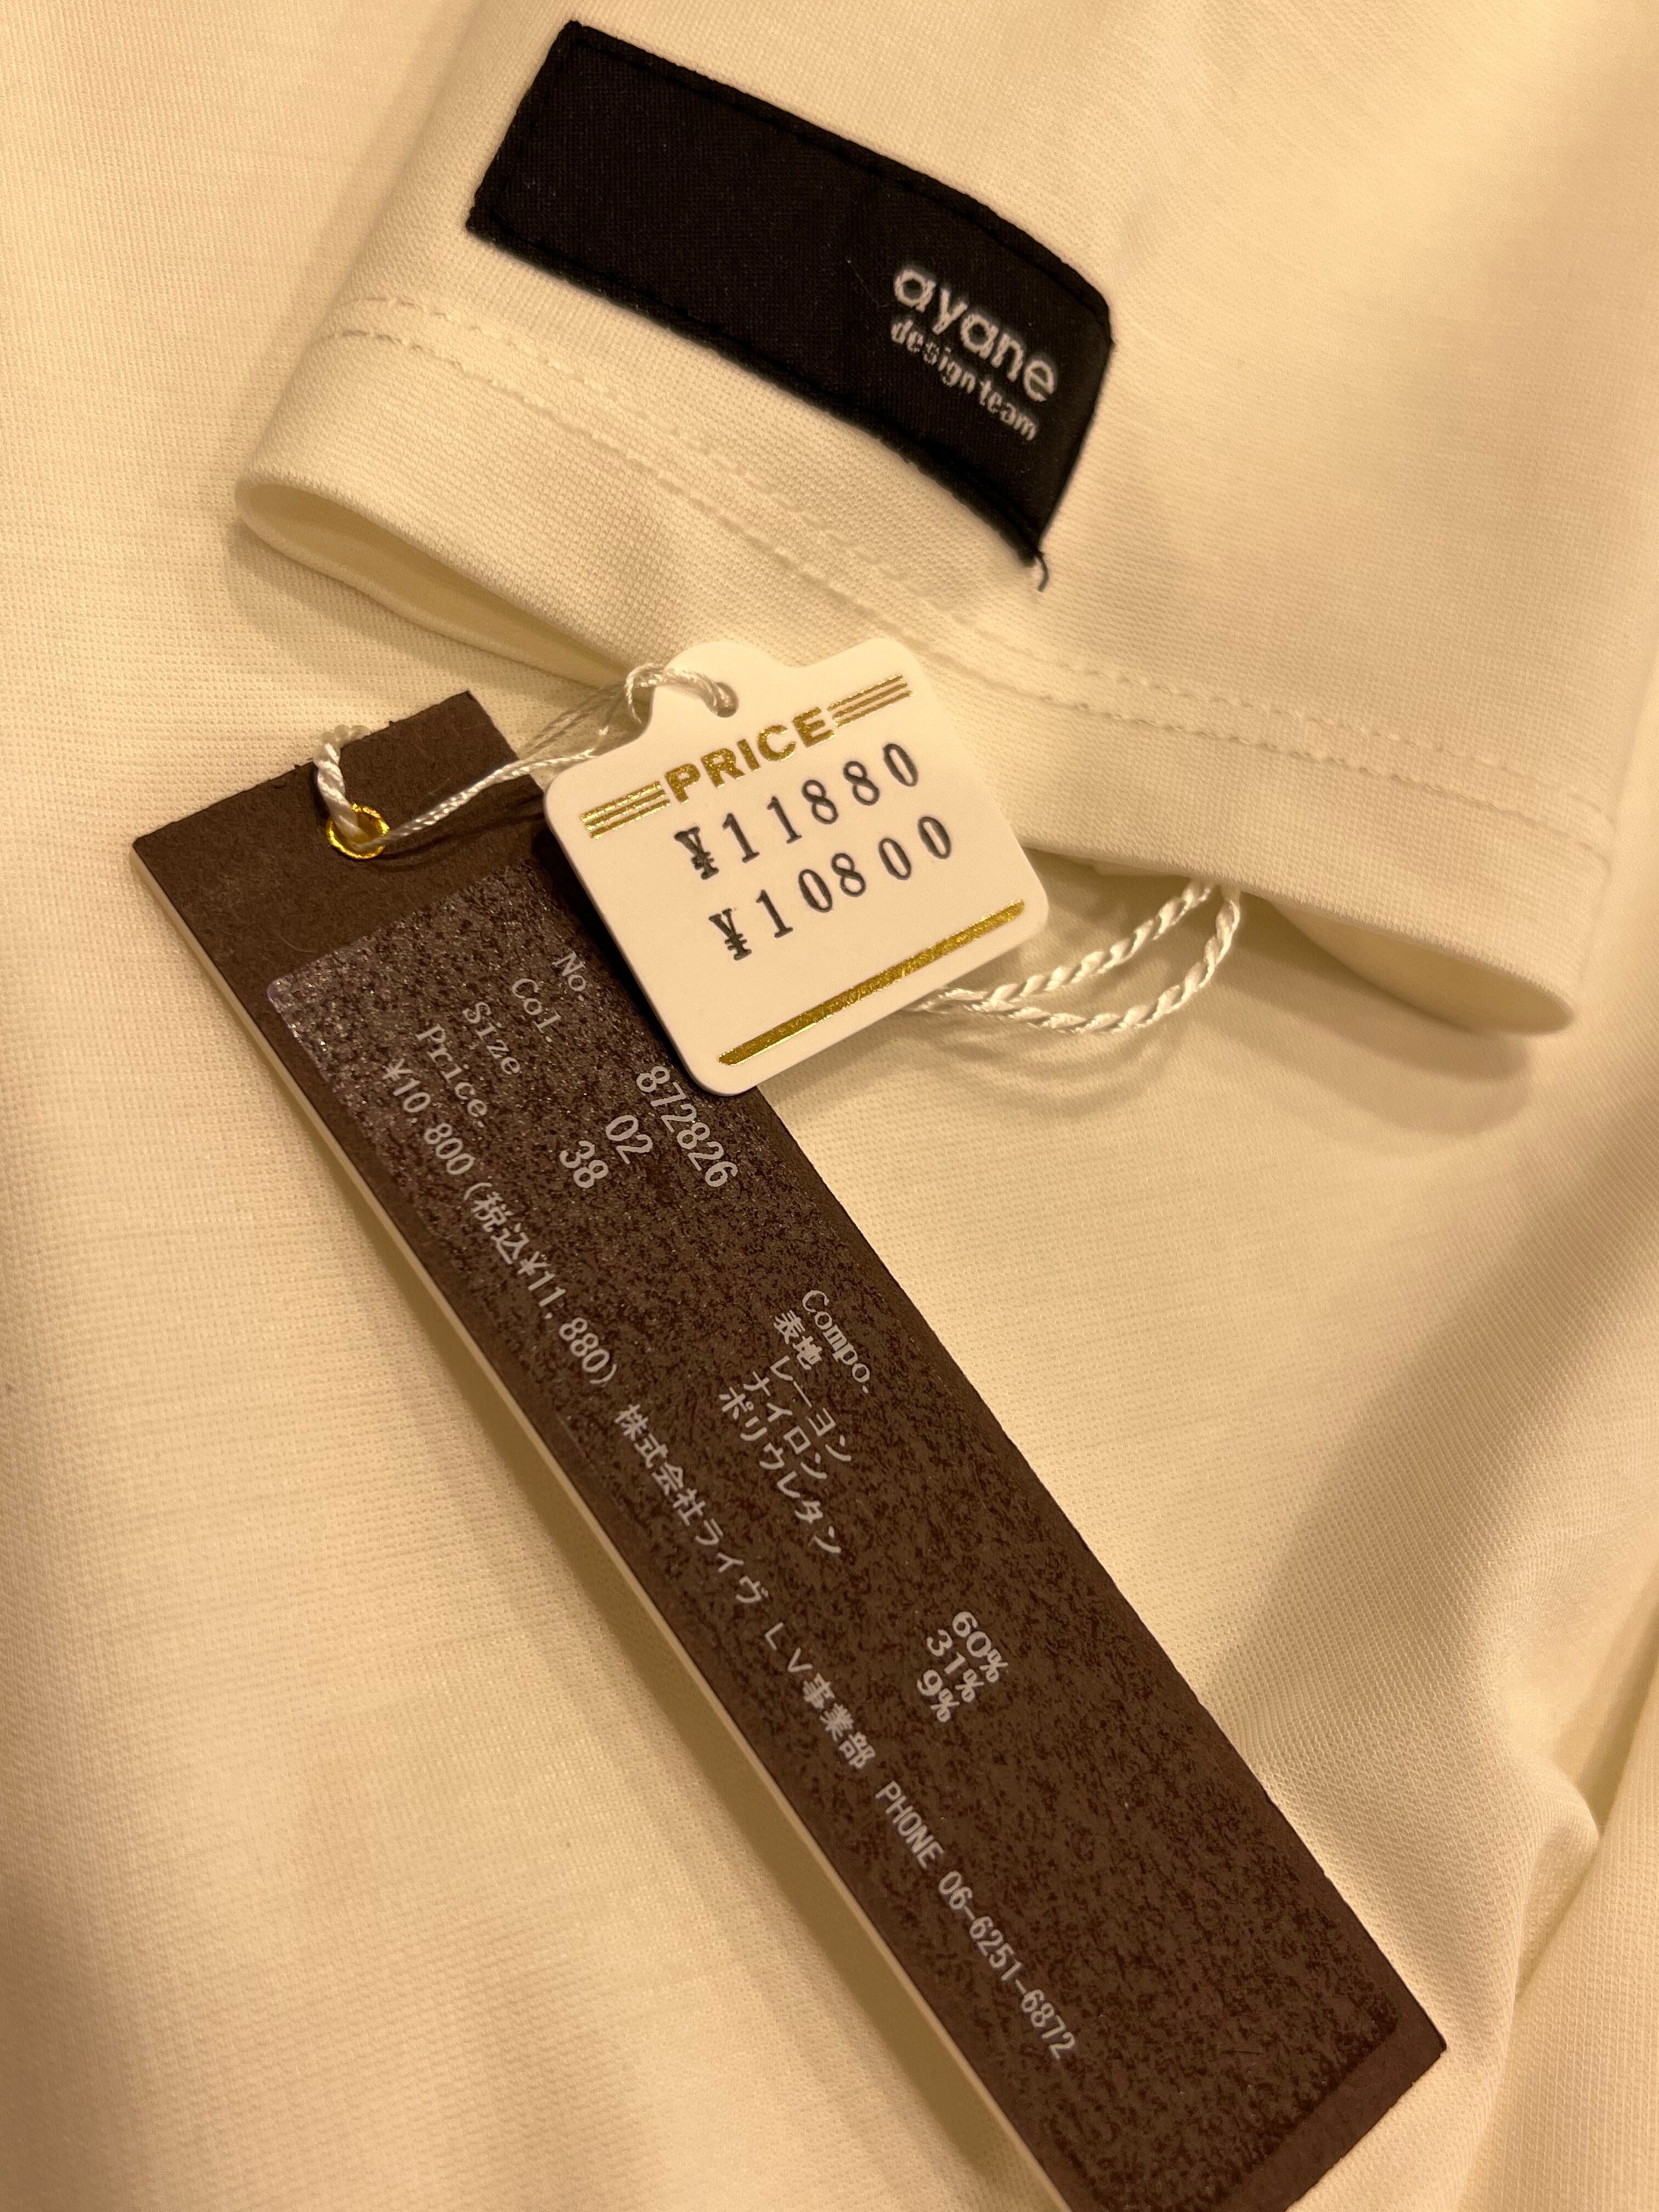 ayane
design team
PRICE
¥11880
¥10800
No. 872826
Col. 02
Size 38
Price.
¥10,800(税込¥11,880)
Compo.
表地 レーヨン 60%
ナイロン 31%
ポリウレタン 9%
株式会社ライヴ LV事業部 PHONE 06-6251-6872